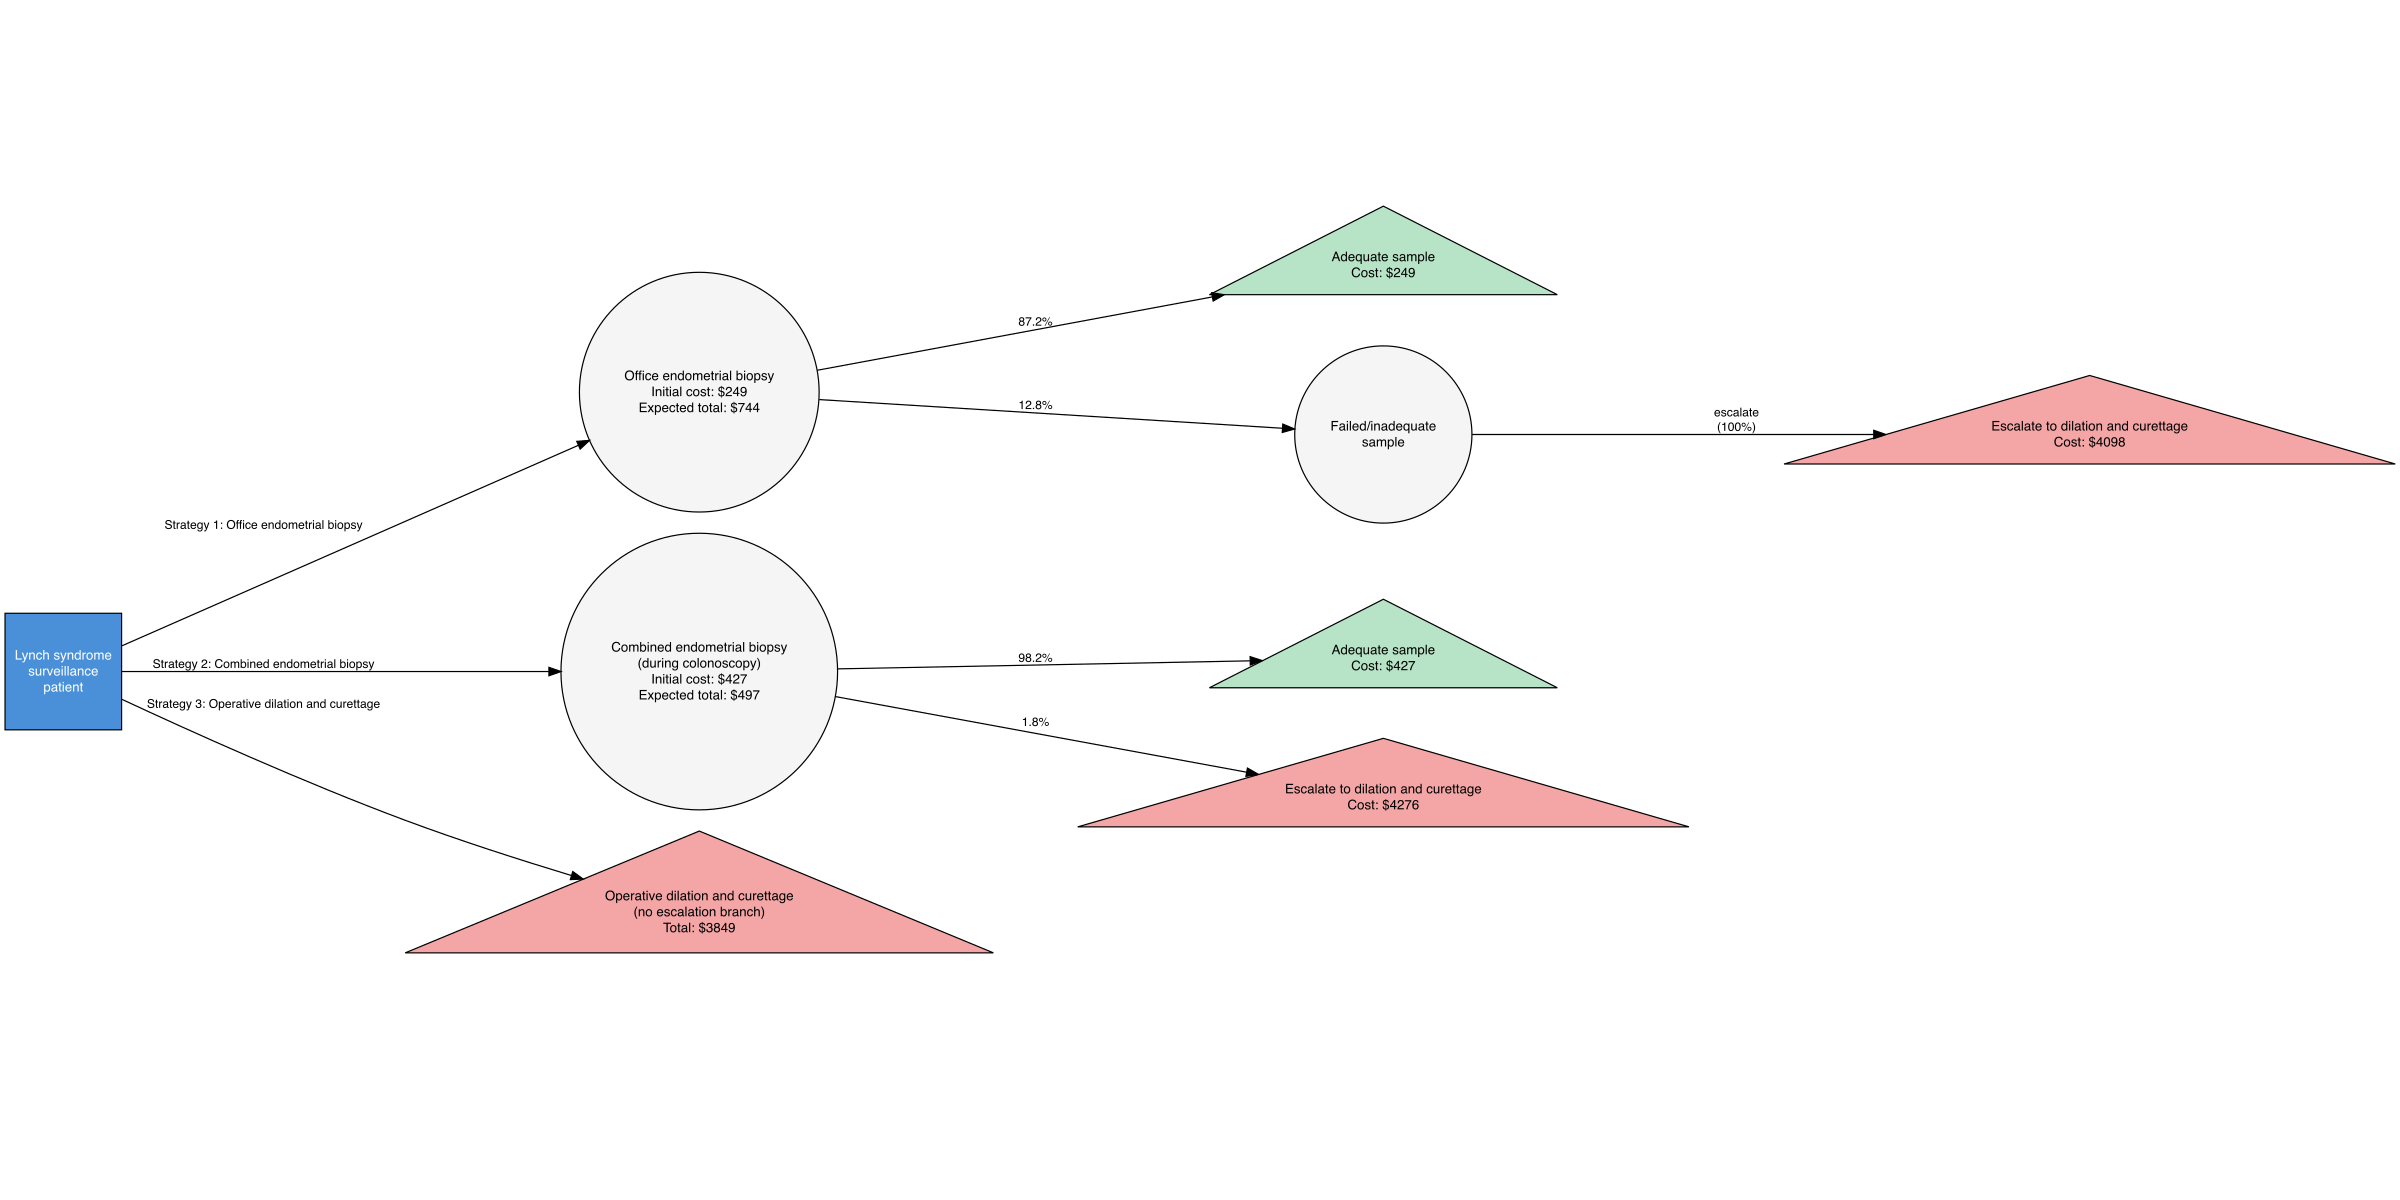 Adequate sample
Cost: $249
87.2%
Office endometrial biopsy
Initial cost: $249
Expected total: $744
12.8%
Failed/inadequate
sample
escalate
(100%)
Escalate to dilation and curettage
Cost: $4098
Strategy 1: Office endometrial biopsy
Lynch syndrome
surveillance
patient
Strategy 2: Combined endometrial biopsy
Combined endometrial biopsy
(during colonoscopy)
Initial cost: $427
Expected total: $497
98.2%
Adequate sample
Cost: $427
1.8%
Escalate to dilation and curettage
Cost: $4276
Strategy 3: Operative dilation and curettage
Operative dilation and curettage
(no escalation branch)
Total: $3849